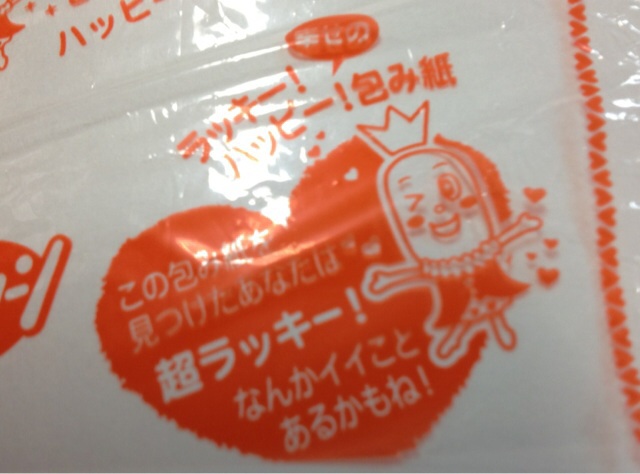 ハッピー
幸せの
ラッキー!
ハッピー!包み紙
この包み紙を
見つけたあなたは
超ラッキー!
なんかイイこと
あるかもね!